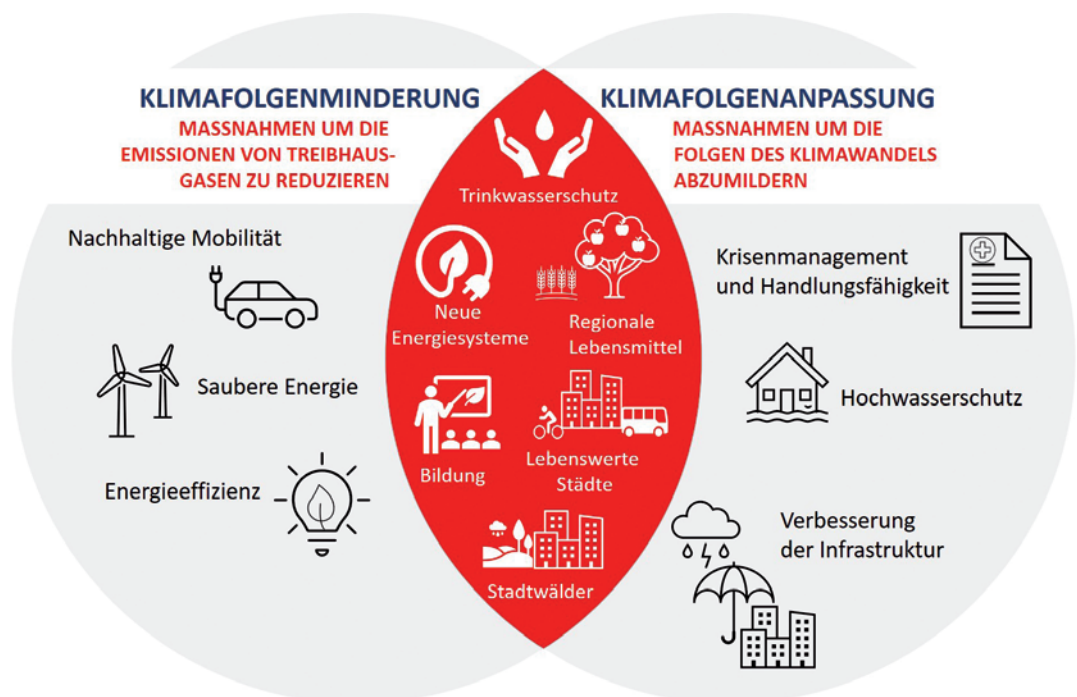 KLIMAFOLGENMINDERUNG
MASSNAHMEN UM DIE
EMISSIONEN VON TREIBHAUS-
GASEN ZU REDUZIEREN
Nachhaltige Mobilität
Saubere Energie
Energieeffizienz
Trinkwasserschutz
Neue
Energiesysteme
Regionale
Lebensmittel
Bildung
Lebenswerte
Städte
Stadtwälder
KLIMAFOLGENANPASSUNG
MASSNAHMEN UM DIE
FOLGEN DES KLIMAWANDELS
ABZUMILDERN
Krisenmanagement
und Handlungsfähigkeit
Hochwasserschutz
Verbesserung
der Infrastruktur